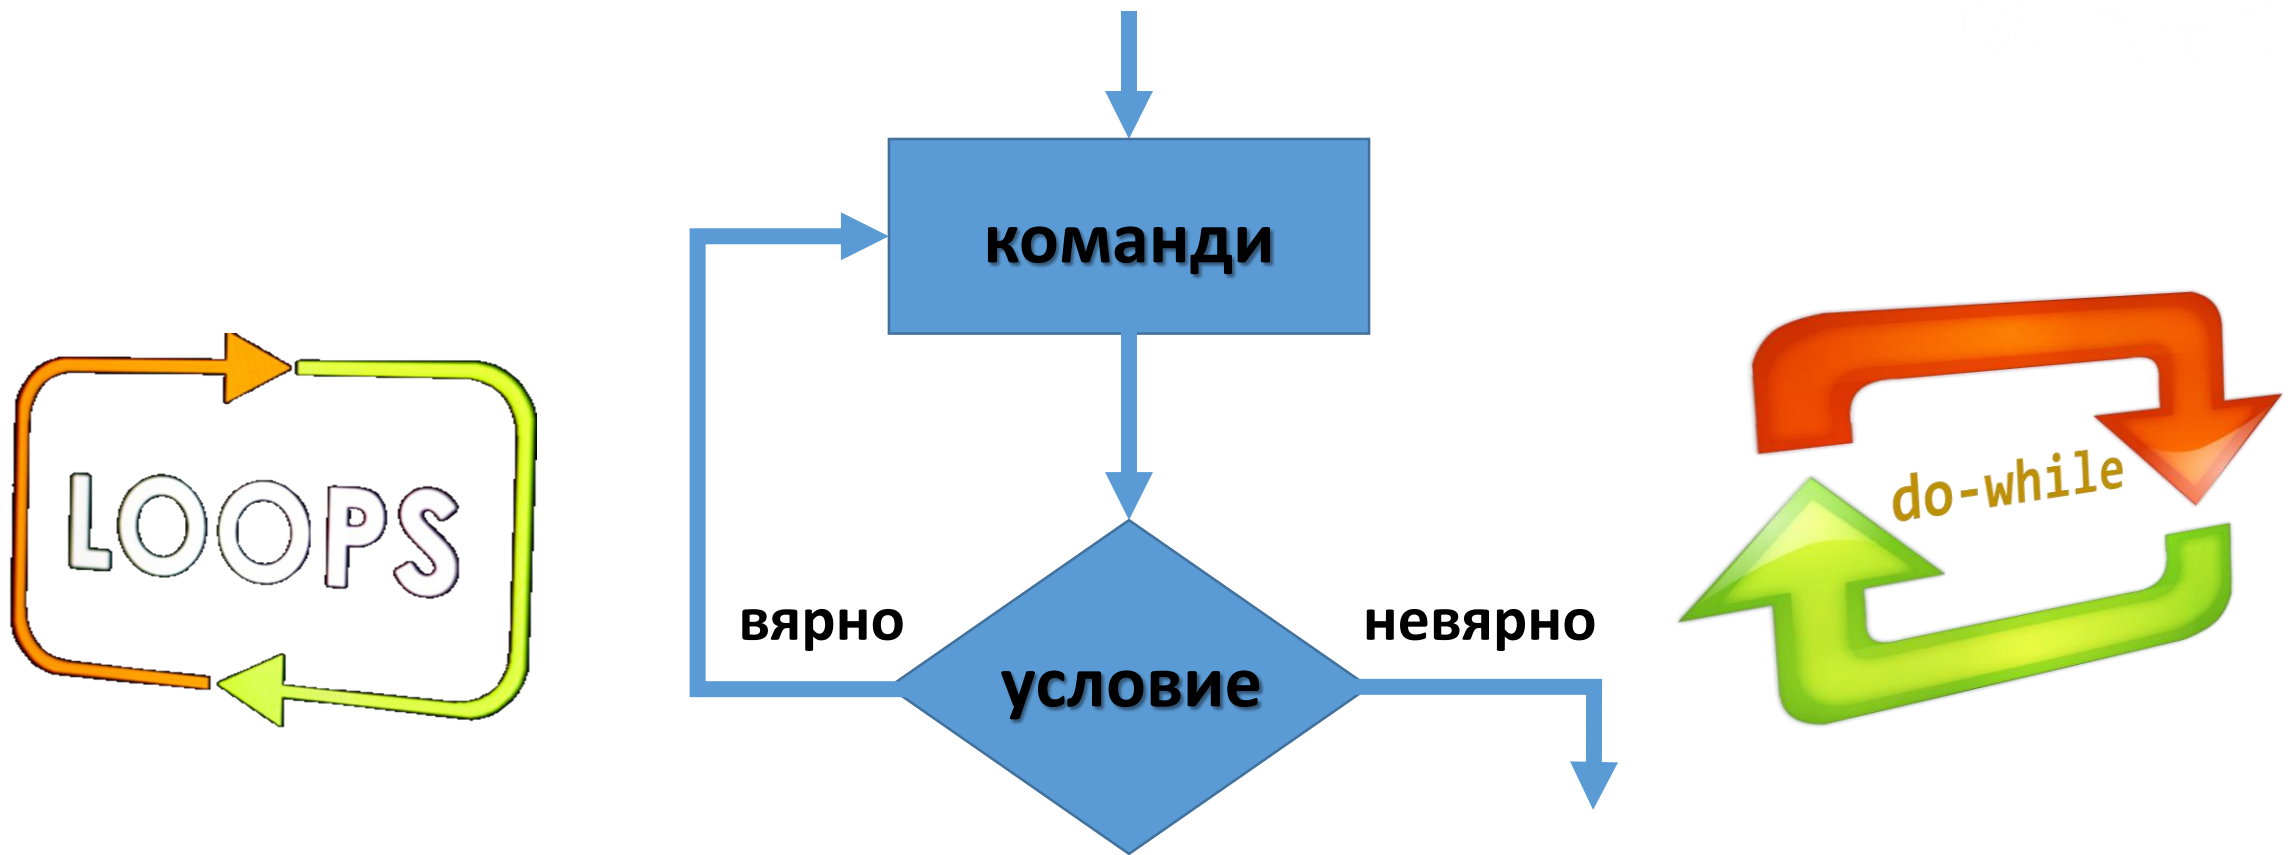 команди
LOOPS
do-while
вярно
невярно
условие